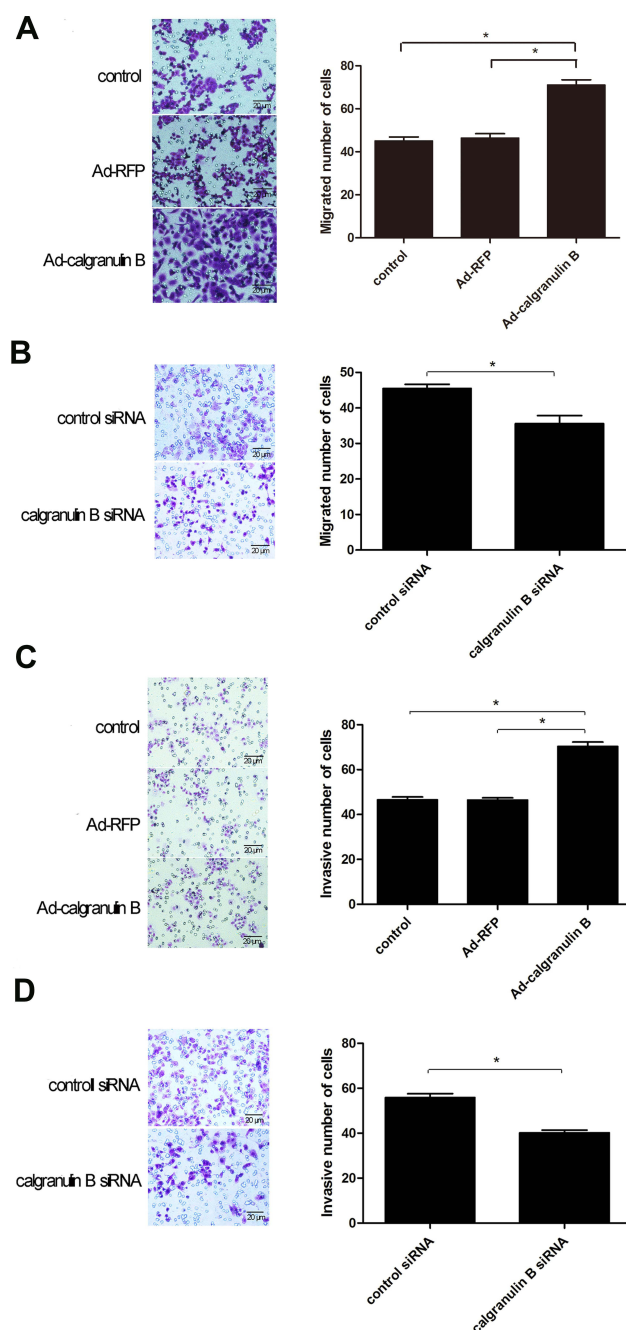 A
control
20 μm
Ad-RFP
20 μm
Ad-calgranulin B
20 μm
Migrated number of cells
80
60
40
20
0
*
*
control
Ad-RFP
Ad-calgranulin B
B
control siRNA
20 μm
calgranulin B siRNA
20 μm
Migrated number of cells
50
40
30
20
10
0
*
control siRNA
calgranulin B siRNA
C
control
20 μm
Ad-RFP
20 μm
Ad-calgranulin B
20 μm
Invasive number of cells
80
60
40
20
0
*
*
control
Ad-RFP
Ad-calgranulin B
D
control siRNA
20 μm
calgranulin B siRNA
20 μm
Invasive number of cells
80
60
40
20
0
*
control siRNA
calgranulin B siRNA